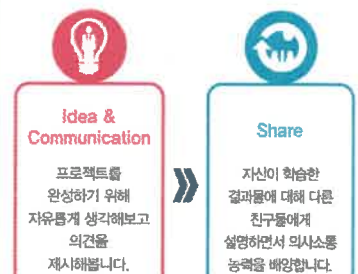 Idea &
Communication
프로젝트를
완성하기 위해
자유롭게 생각해보고
의견을
제시해봅니다.
Share
자신이 학습한
결과물에 대해 다른
친구들에게
설명하면서 의사소통
능력을 배양합니다.